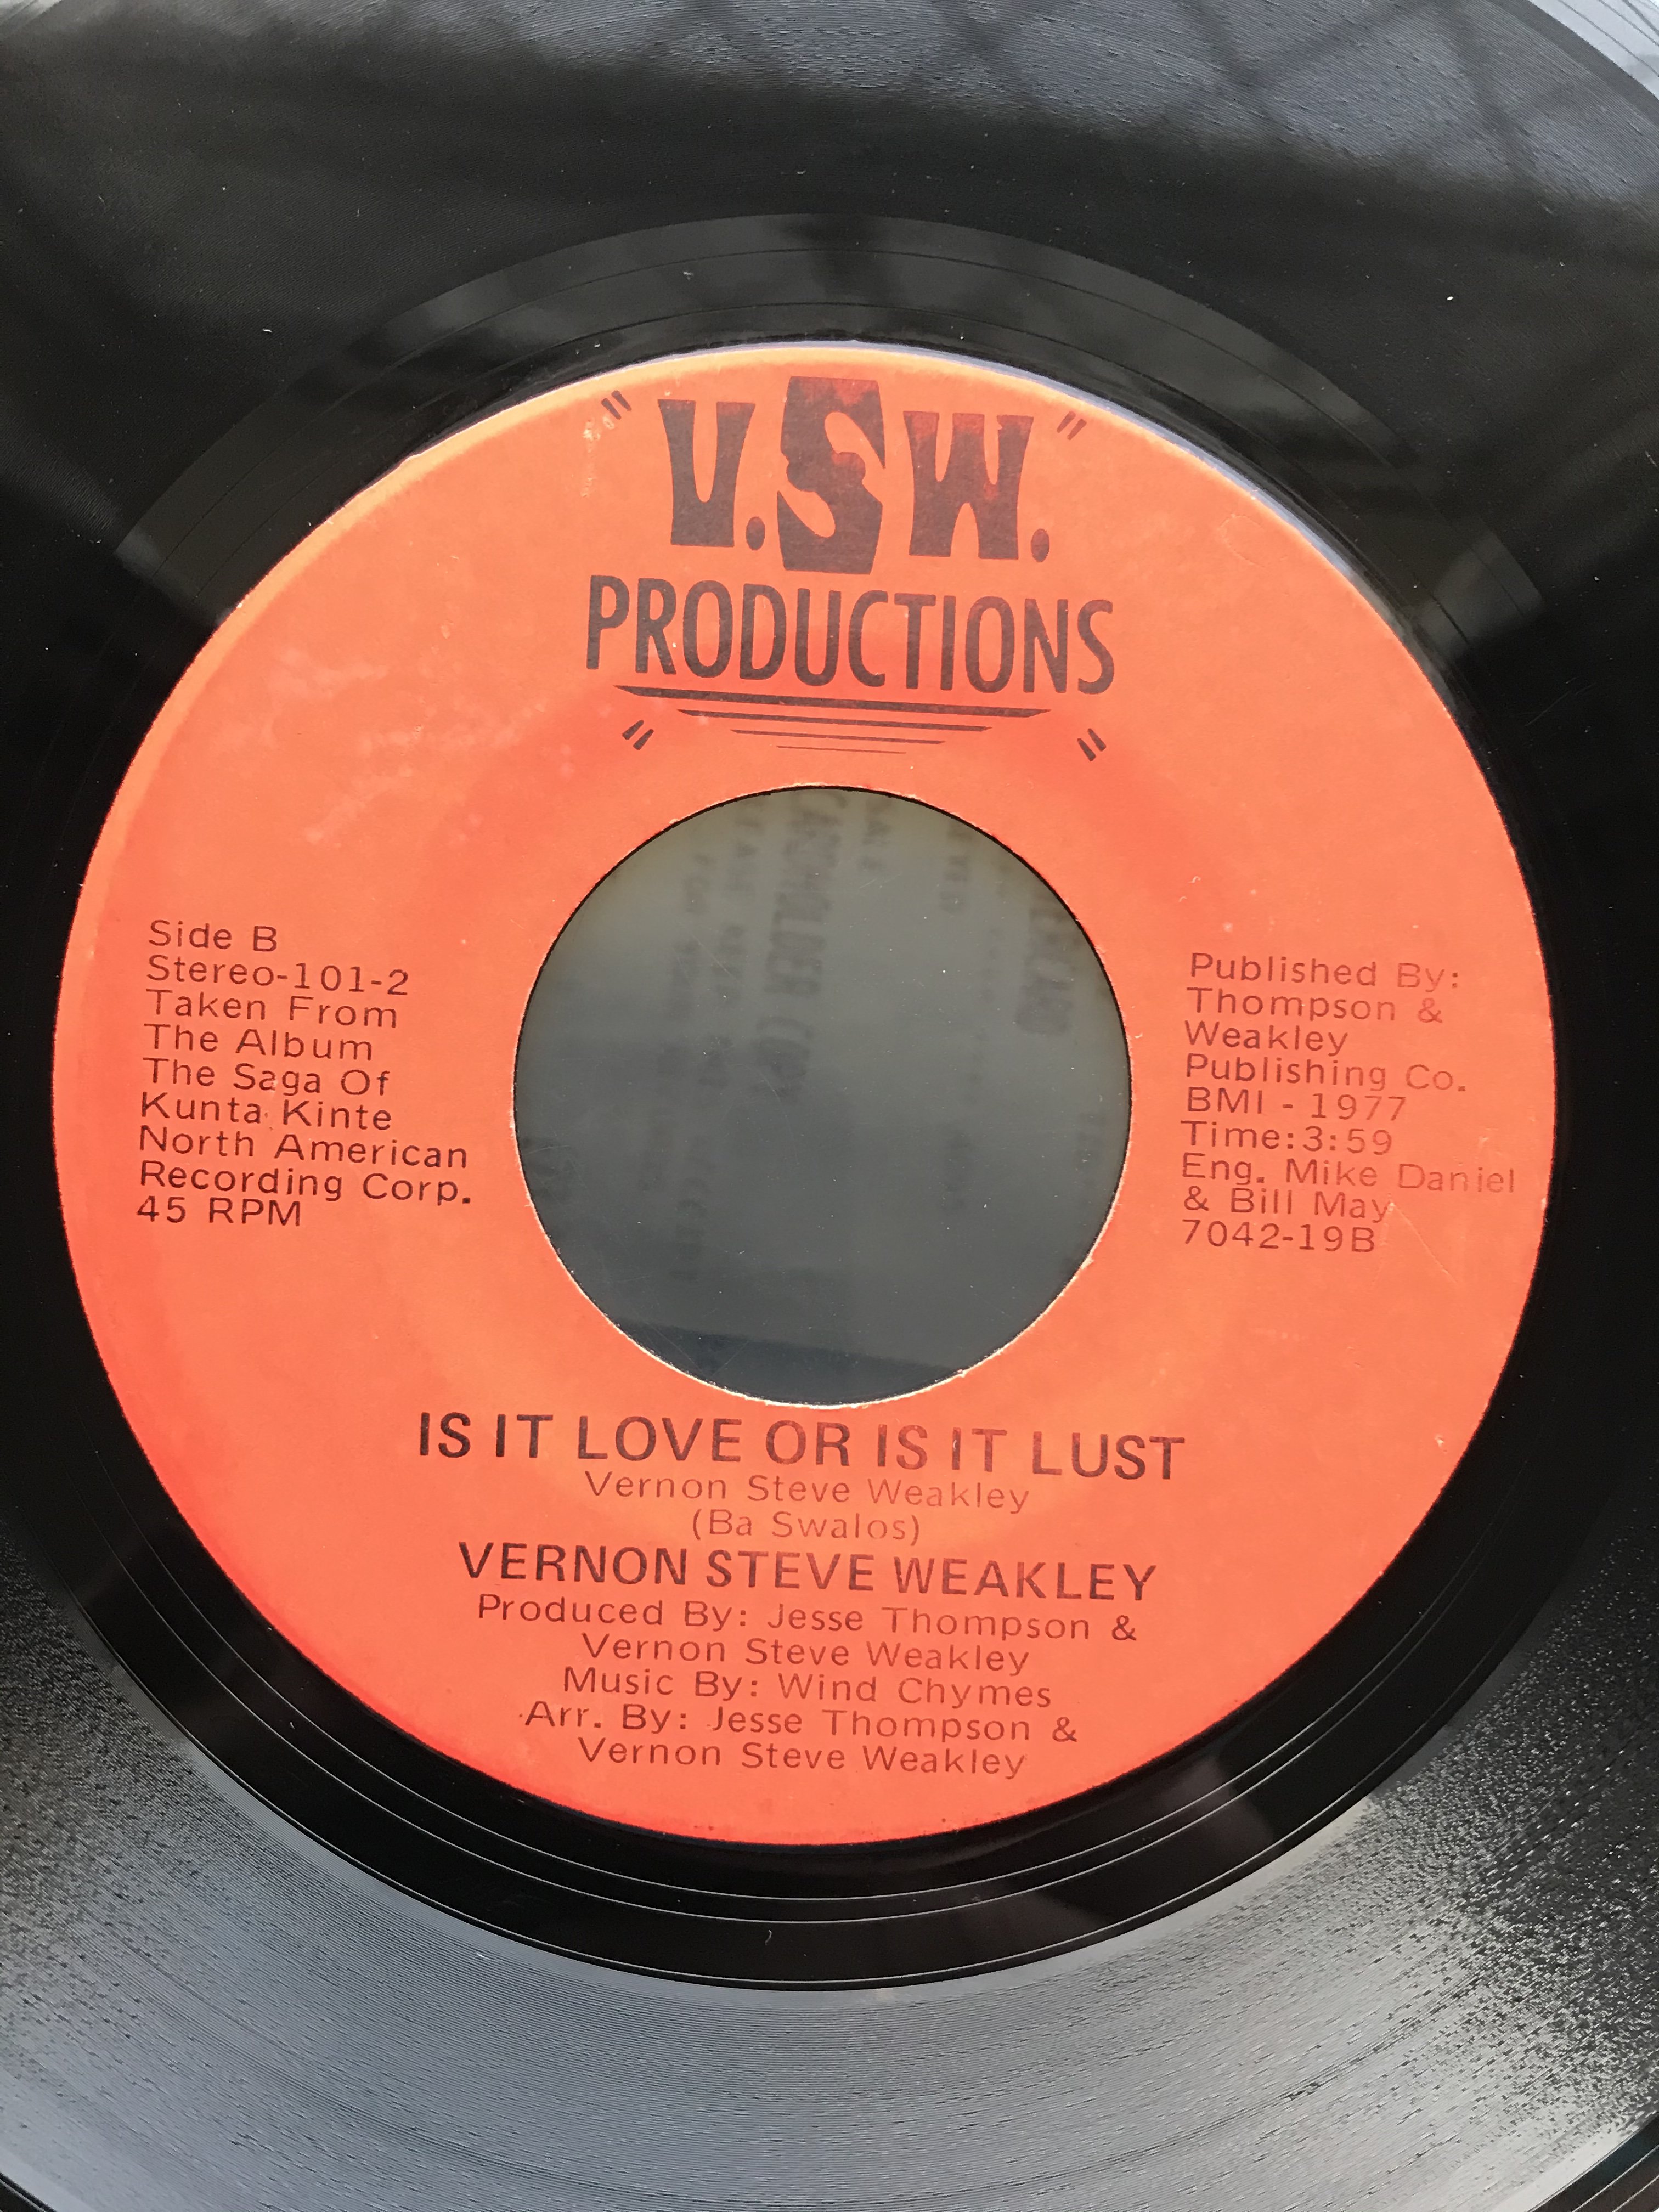 "V.S.W."
PRODUCTIONS
" "
Side B
Stereo-101-2
Taken From
The Album
The Saga Of
Kunta Kinte
North American
Recording Corp.
45 RPM
Published By:
Thompson &
Weakley
Publishing Co.
BMI - 1977
Time:3:59
Eng. Mike Daniel
& Bill May
7042-19B
IS IT LOVE OR IS IT LUST
Vernon Steve Weakley
(Ba Swalos)
VERNON STEVE WEAKLEY
Produced By: Jesse Thompson &
Vernon Steve Weakley
Music By: Wind Chymes
Arr. By: Jesse Thompson &
Vernon Steve Weakley
CARDHOLDER COPY